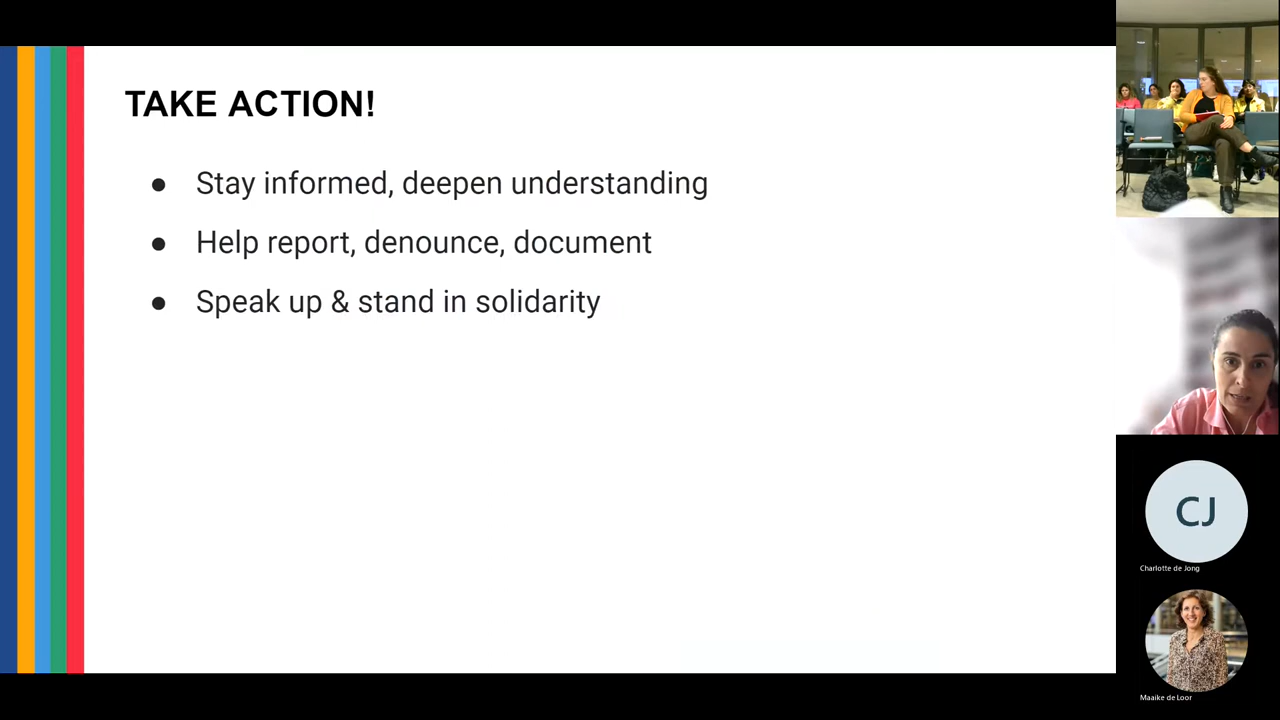 TAKE ACTION!
● Stay informed, deepen understanding
● Help report, denounce, document
● Speak up & stand in solidarity
CJ
Charlotte de Jong
Maaike de Loor